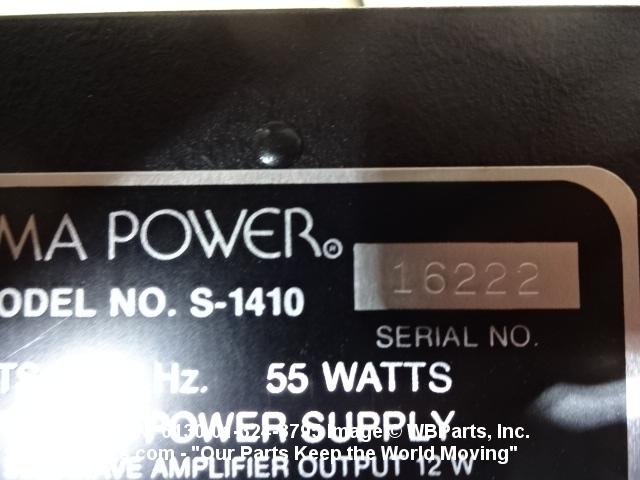 MA POWER®
ODEL NO. S-1410
16222
SERIAL NO.
TS Hz. 55 WATTS
POWER SUPPLY
Image © WBParts, Inc.
.com - "Our Parts Keep the World Moving"
AMPLIFIER OUTPUT 12 W